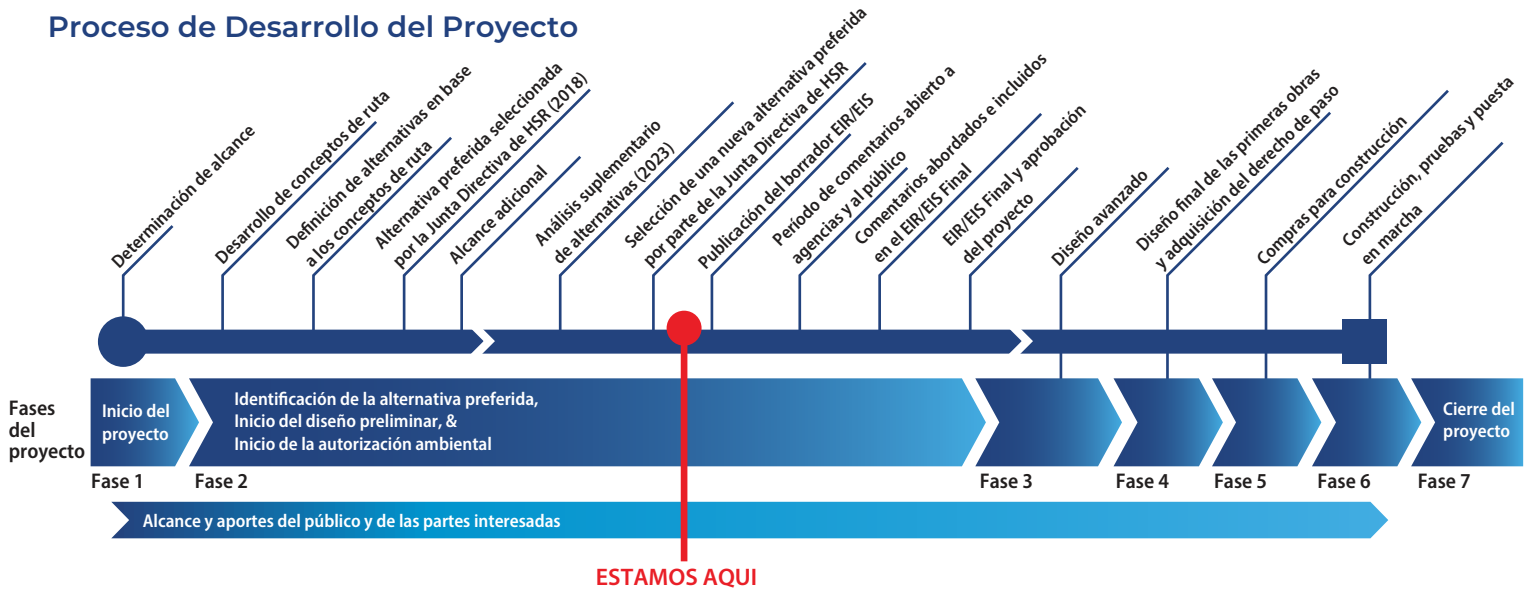 Proceso de Desarrollo del Proyecto
Determinación de alcance
Desarrollo de conceptos de ruta
Definición de alternativas en base
a los conceptos de ruta
Alternativa preferida seleccionada
por la Junta Directiva de HSR (2018)
Alcance adicional
Análisis suplementario
de alternativas (2023)
Selección de una nueva alternativa preferida
por parte de la Junta Directiva de HSR
Publicación del borrador EIR/EIS
Período de comentarios abierto a
agencias y al público
Comentarios abordados e incluidos
en el EIR/EIS Final
EIR/EIS Final y aprobación
del proyecto
Diseño avanzado
Diseño final de las primeras obras
y adquisición del derecho de paso
Compras para construcción
Construcción, pruebas y puesta
en marcha
Fases
del
proyecto
Inicio del
proyecto
Identificación de la alternativa preferida,
Inicio del diseño preliminar, &
Inicio de la autorización ambiental
Cierre del
proyecto
Fase 1
Fase 2
Fase 3
Fase 4
Fase 5
Fase 6
Fase 7
Alcance y aportes del público y de las partes interesadas
ESTAMOS AQUI